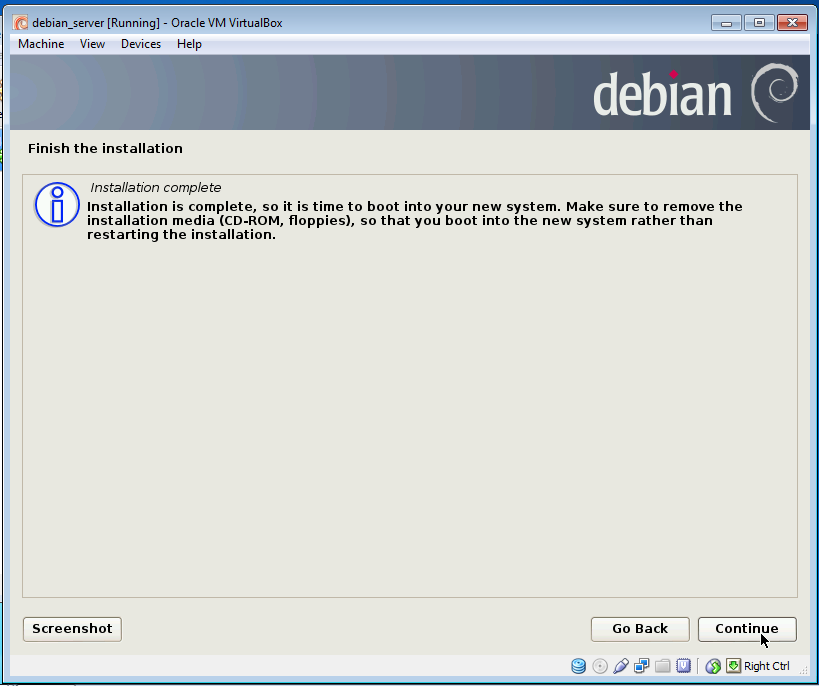 debian_server [Running] - Oracle VM VirtualBox
Machine View Devices Help
debian
Finish the installation
Installation complete
Installation is complete, so it is time to boot into your new system. Make sure to remove the
installation media (CD-ROM, floppies), so that you boot into the new system rather than
restarting the installation.
Screenshot Go Back Continue
Right Ctrl